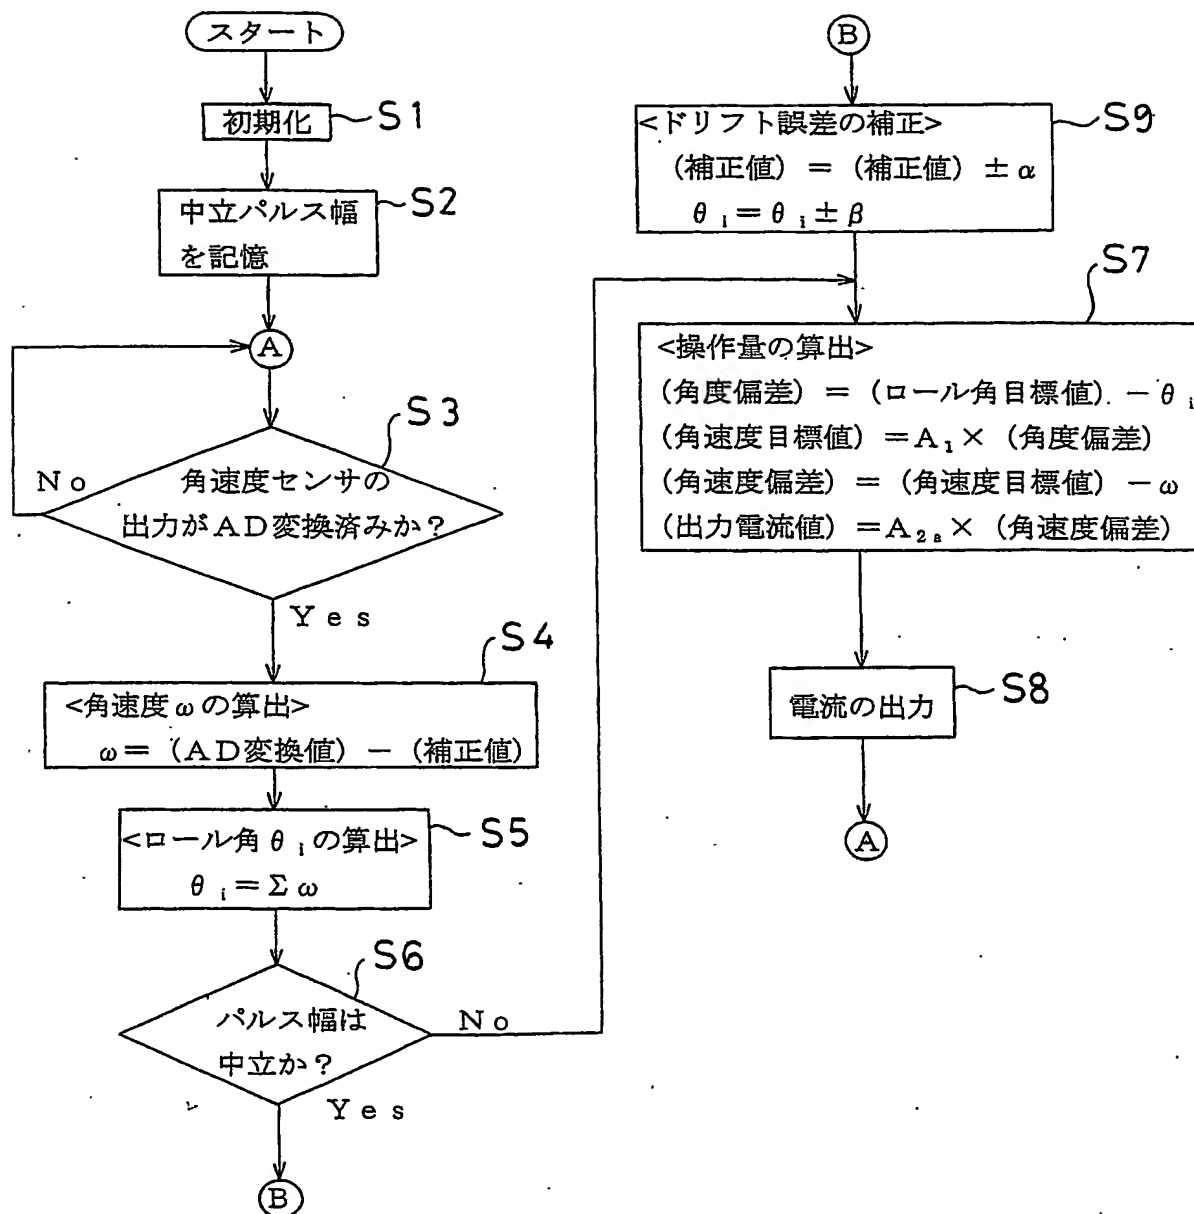 スタート
初期化
S1
中立パルス幅
を記憶
S2
A
S3
角速度センサの
出力がAD変換済みか?
No
Yes
S4
<角速度ωの算出>
ω=(AD変換値)-(補正値)
<ロール角θiの算出>
θi=Σω
S5
S6
パルス幅は
中立か?
No
Yes
B
B
<ドリフト誤差の補正>
(補正値)=(補正値)±α
θi=θi±β
S9
S7
<操作量の算出>
(角度偏差)=(ロール角目標値)-θi
(角速度目標値)=A1×(角度偏差)
(角速度偏差)=(角速度目標値)-ω
(出力電流値)=A2a×(角速度偏差)
電流の出力
S8
A